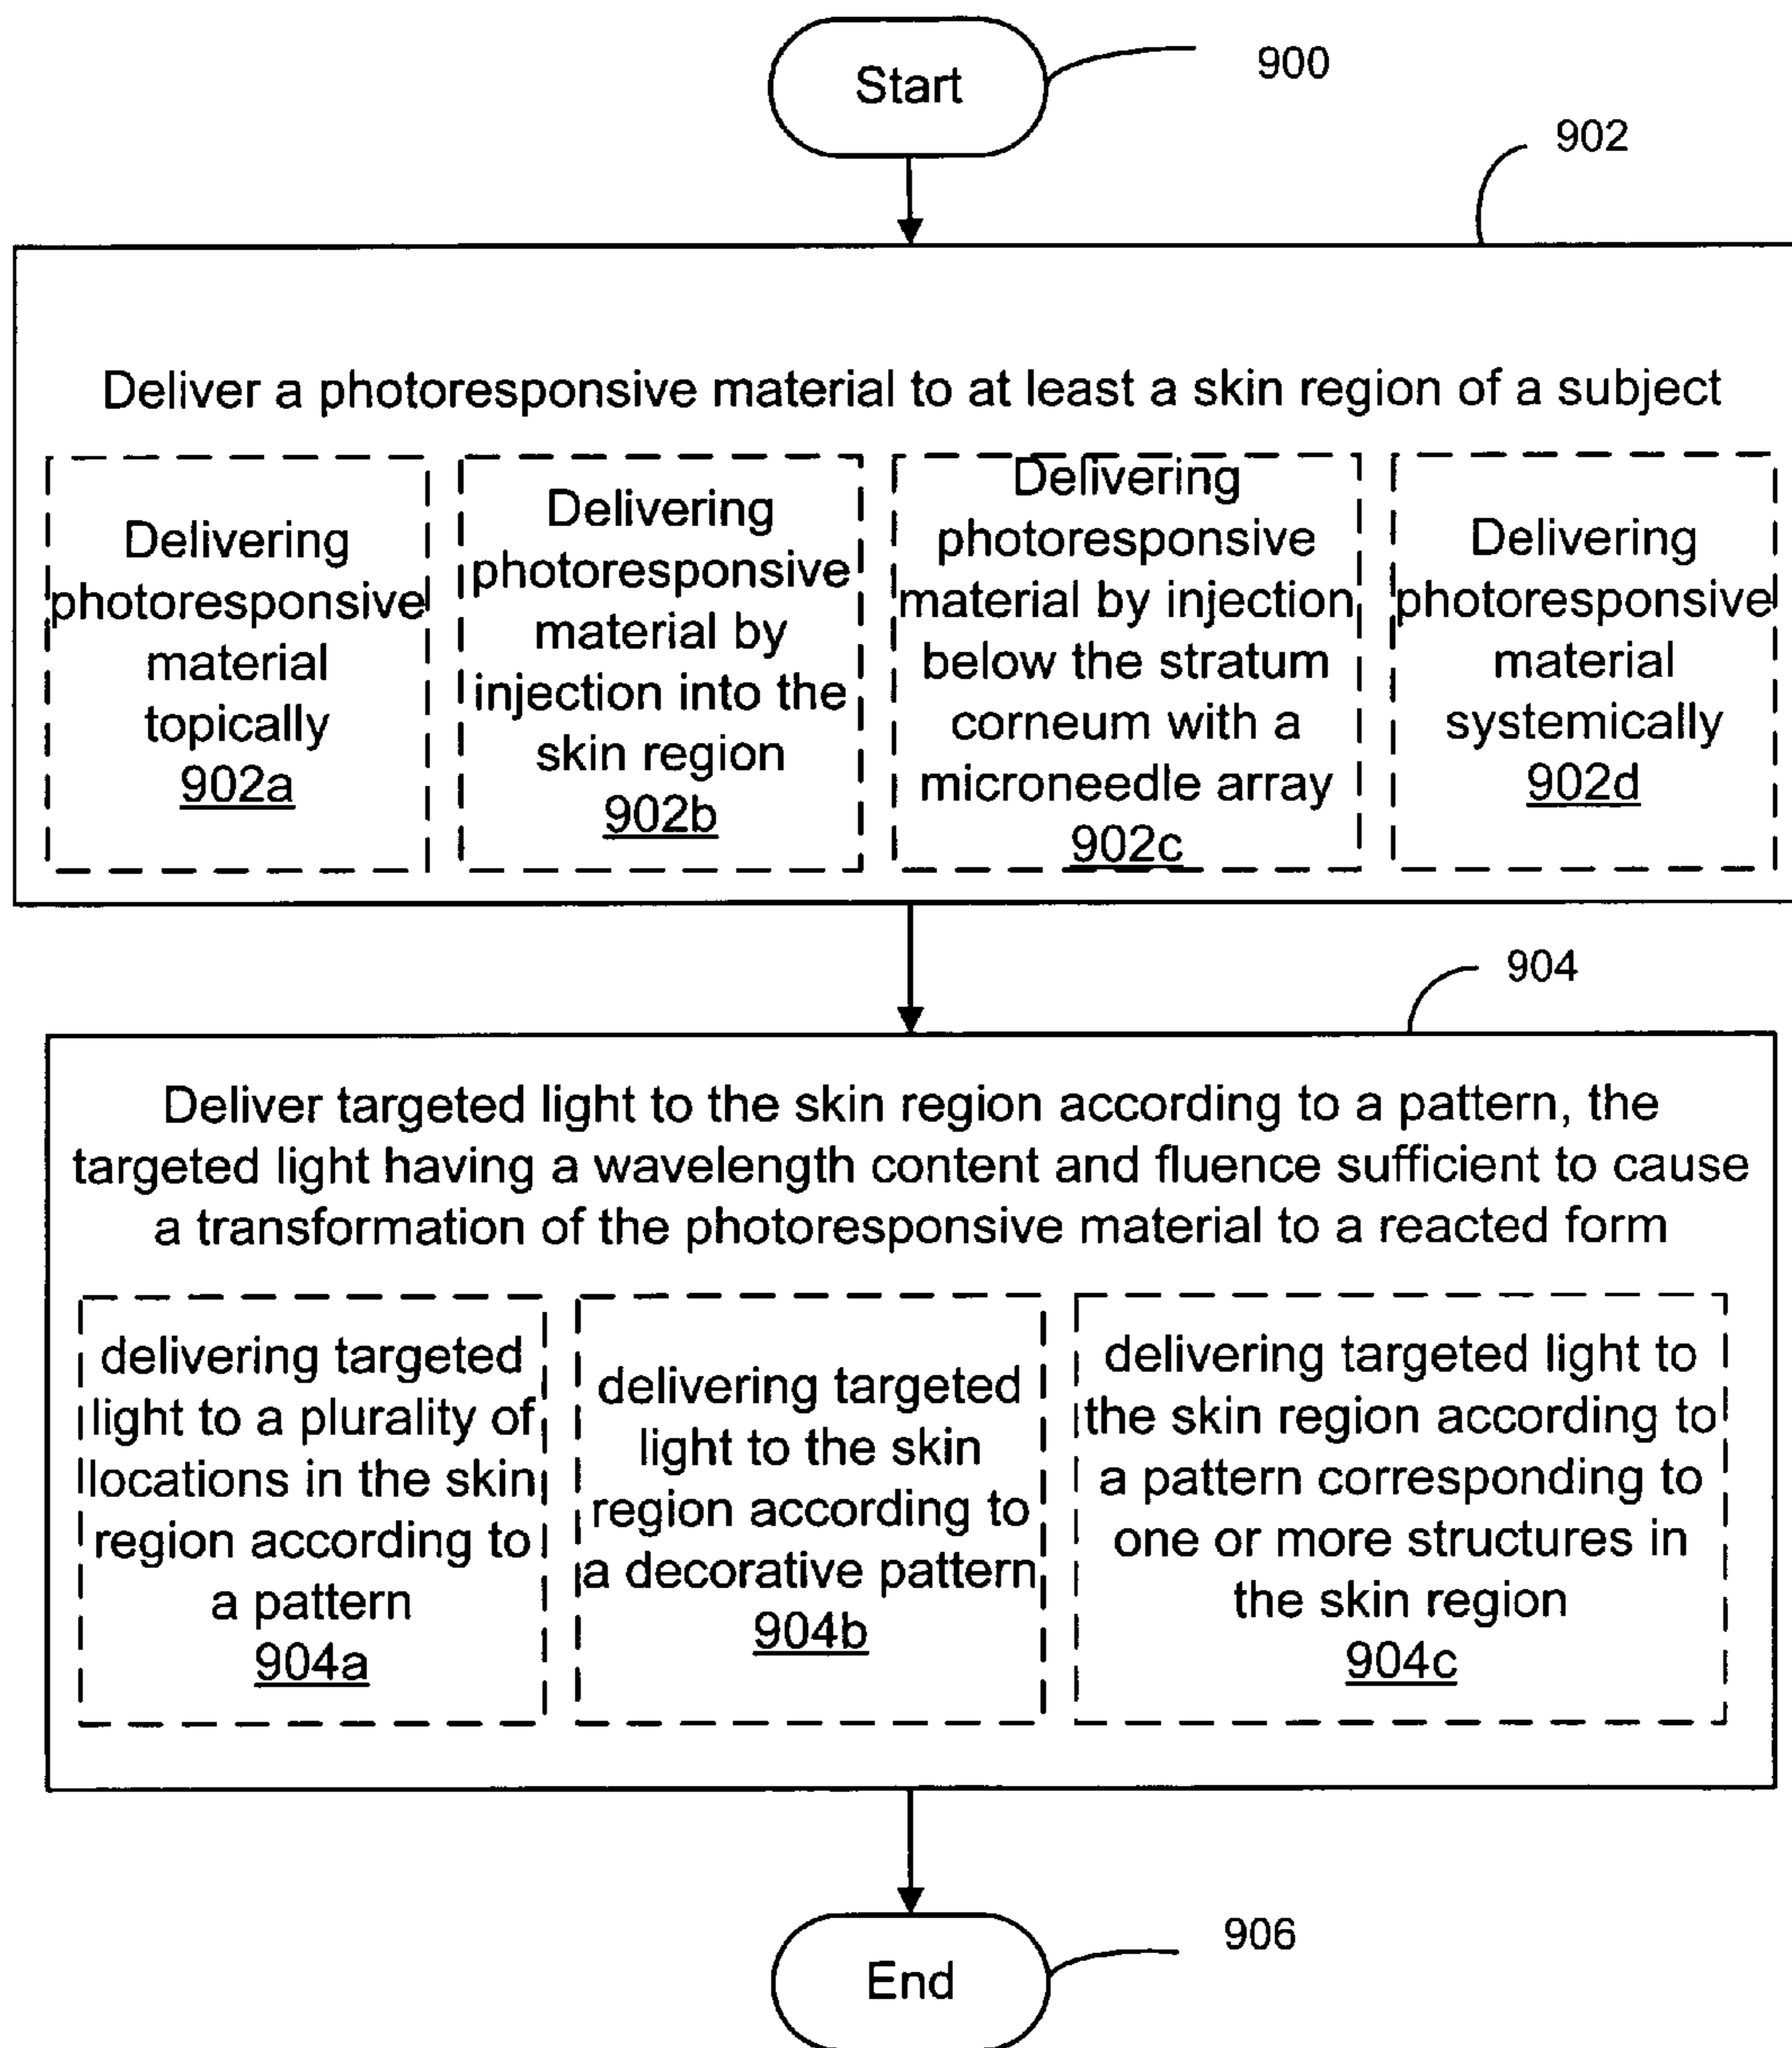 Start
900
902
Deliver a photoresponsive material to at least a skin region of a subject
Delivering
photoresponsive
material
topically
902a
Delivering
photoresponsive
material by
injection into the
skin region
902b
Delivering
photoresponsive
material by injection
below the stratum
corneum with a
microneedle array
902c
Delivering
photoresponsive
material
systemically
902d
904
Deliver targeted light to the skin region according to a pattern, the
targeted light having a wavelength content and fluence sufficient to cause
a transformation of the photoresponsive material to a reacted form
delivering targeted
light to a plurality of
locations in the skin
region according to
a pattern
904a
delivering targeted
light to the skin
region according to
a decorative pattern
904b
delivering targeted light to
the skin region according to
a pattern corresponding to
one or more structures in
the skin region
904c
End
906